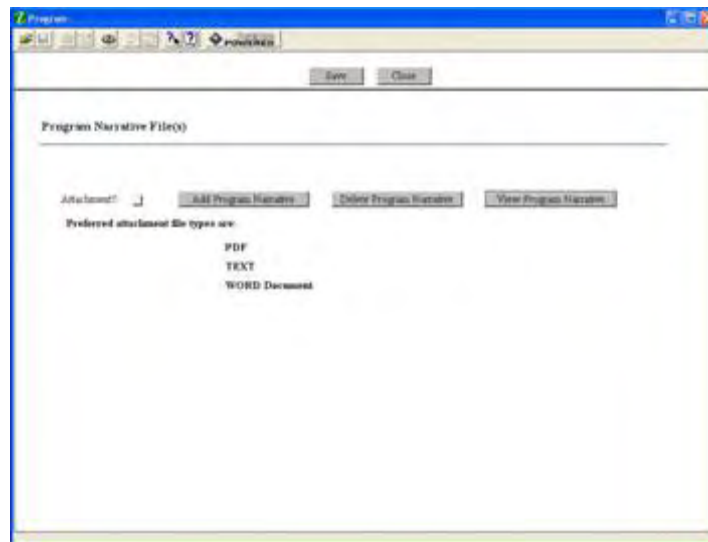 Program
POWERED
Save Close
Program Narrative File(s)
Attachment? Add Program Narrative Delete Program Narrative View Program Narrative
Preferred attachment file types are
PDF
TEXT
WORD Document